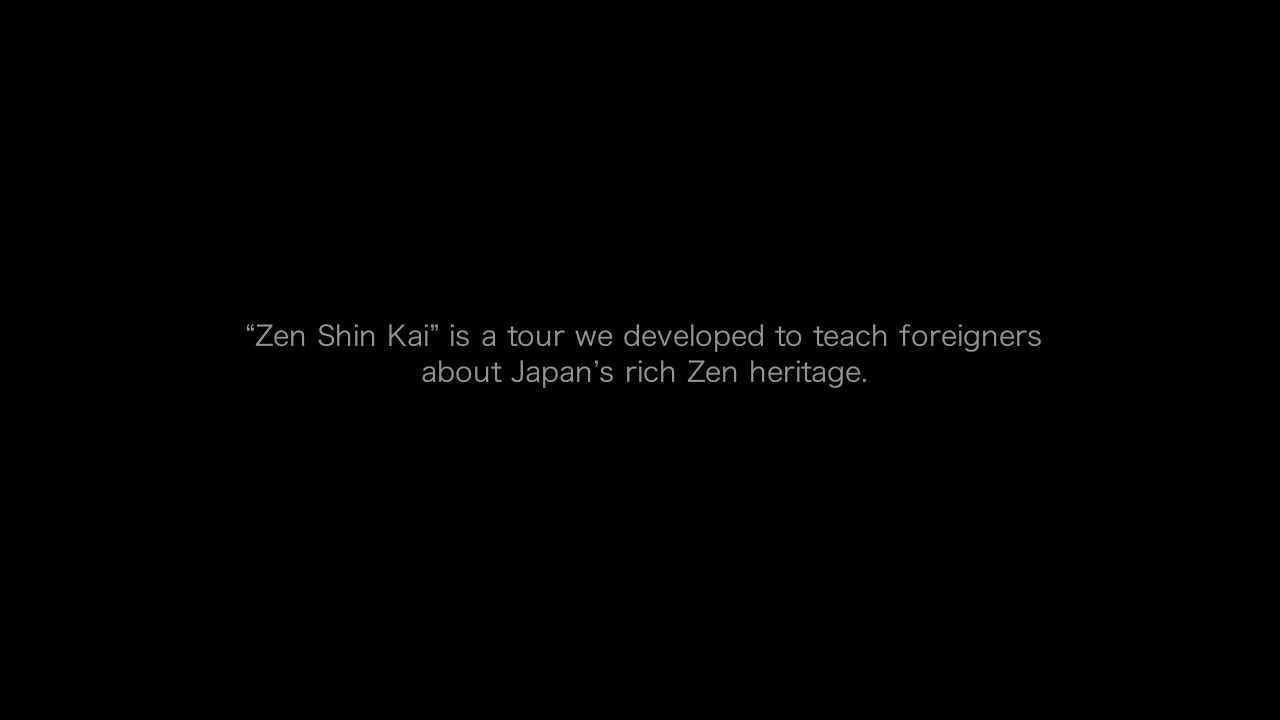 “Zen Shin Kai” is a tour we developed to teach foreigners
about Japan’s rich Zen heritage.